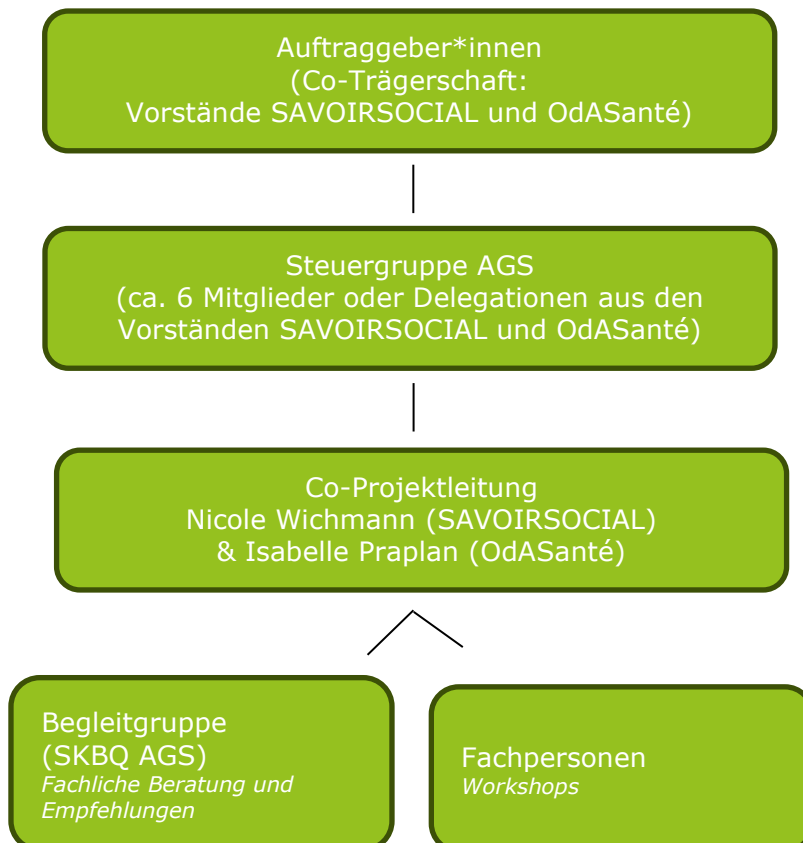 Auftraggeber*innen
(Co-Trägerschaft:
Vorstände SAVOIRSOCIAL und OdASanté)
Steuergruppe AGS
(ca. 6 Mitglieder oder Delegationen aus den
Vorständen SAVOIRSOCIAL und OdASanté)
Co-Projektleitung
Nicole Wichmann (SAVOIRSOCIAL)
& Isabelle Praplan (OdASanté)
Begleitgruppe
(SKBQ AGS)
Fachliche Beratung und
Empfehlungen
Fachpersonen
Workshops